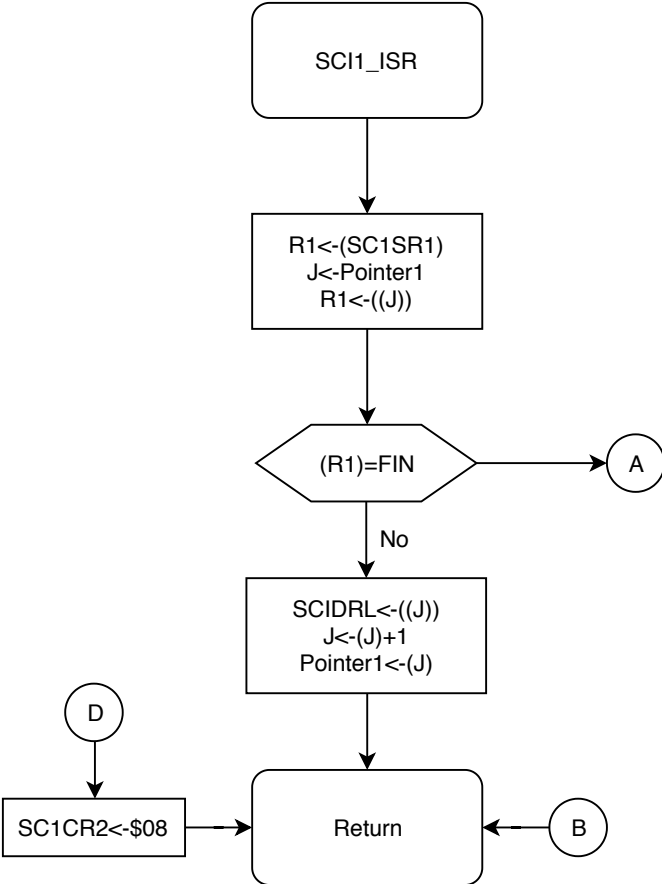 SCI1_ISR
R1<-(SC1SR1)
J<-Pointer1
R1<-((J))
(R1)=FIN
A
No
SCIDRL<-((J))
J<-(J)+1
Pointer1<-(J)
D
SC1CR2<-$08
Return
B